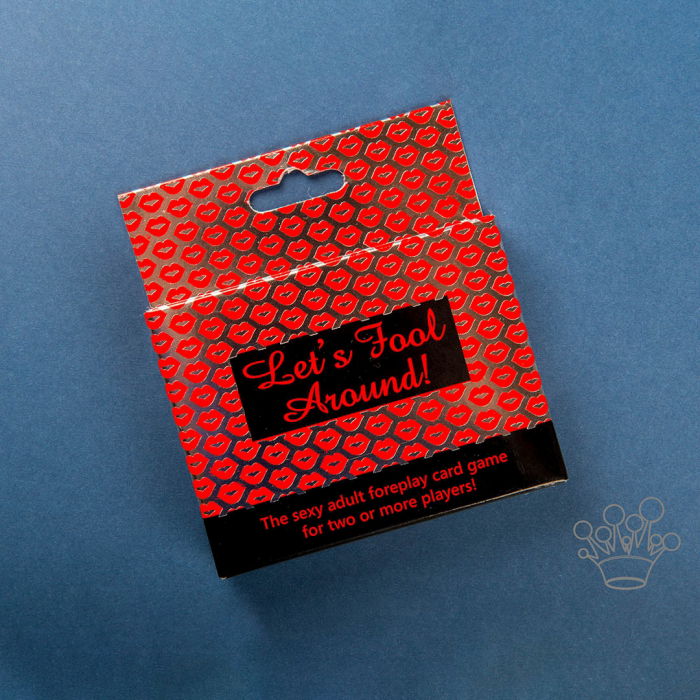 Let's Fool
Around!
The sexy adult foreplay card game
for two or more players!